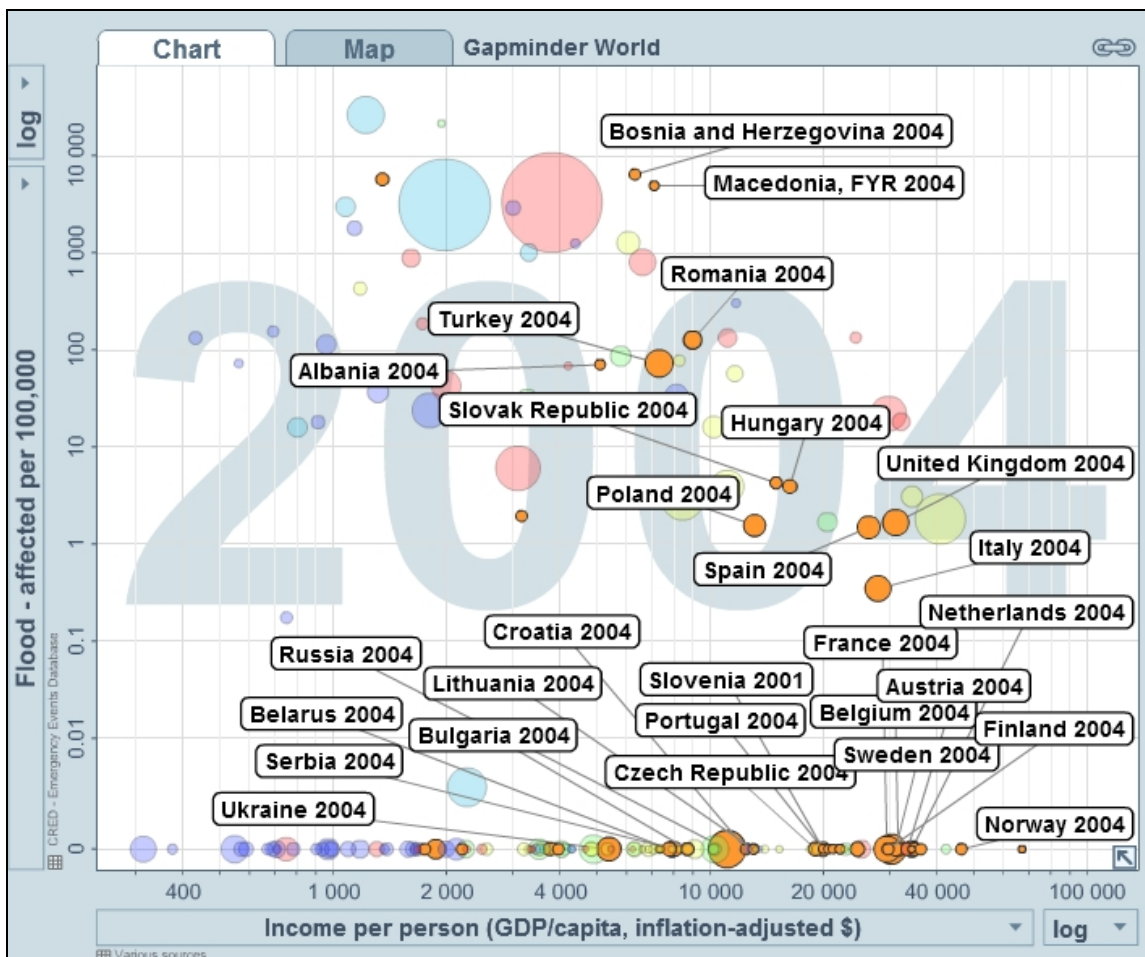 Chart
Map
Gapminder World
log
Flood - affected per 100,000
CRED - Emergency Events Database
10 000
1 000
100
10
1
0.1
0.01
0
2004
Bosnia and Herzegovina 2004
Macedonia, FYR 2004
Romania 2004
Turkey 2004
Albania 2004
Slovak Republic 2004
Hungary 2004
United Kingdom 2004
Poland 2004
Spain 2004
Italy 2004
Netherlands 2004
Croatia 2004
France 2004
Russia 2004
Lithuania 2004
Slovenia 2001
Austria 2004
Belarus 2004
Bulgaria 2004
Portugal 2004
Belgium 2004
Finland 2004
Serbia 2004
Czech Republic 2004
Sweden 2004
Ukraine 2004
Norway 2004
400
1 000
2 000
4 000
10 000
20 000
40 000
100 000
Income per person (GDP/capita, inflation-adjusted $)
log
Various sources